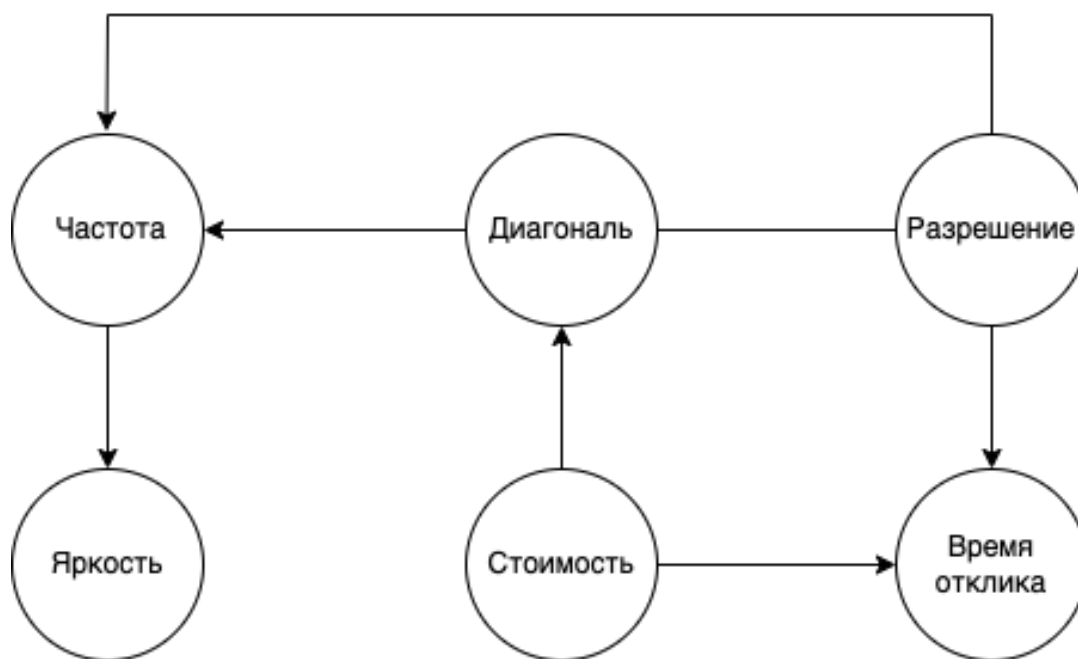 Частота
Диагональ
Разрешение
Яркость
Стоимость
Время
отклика